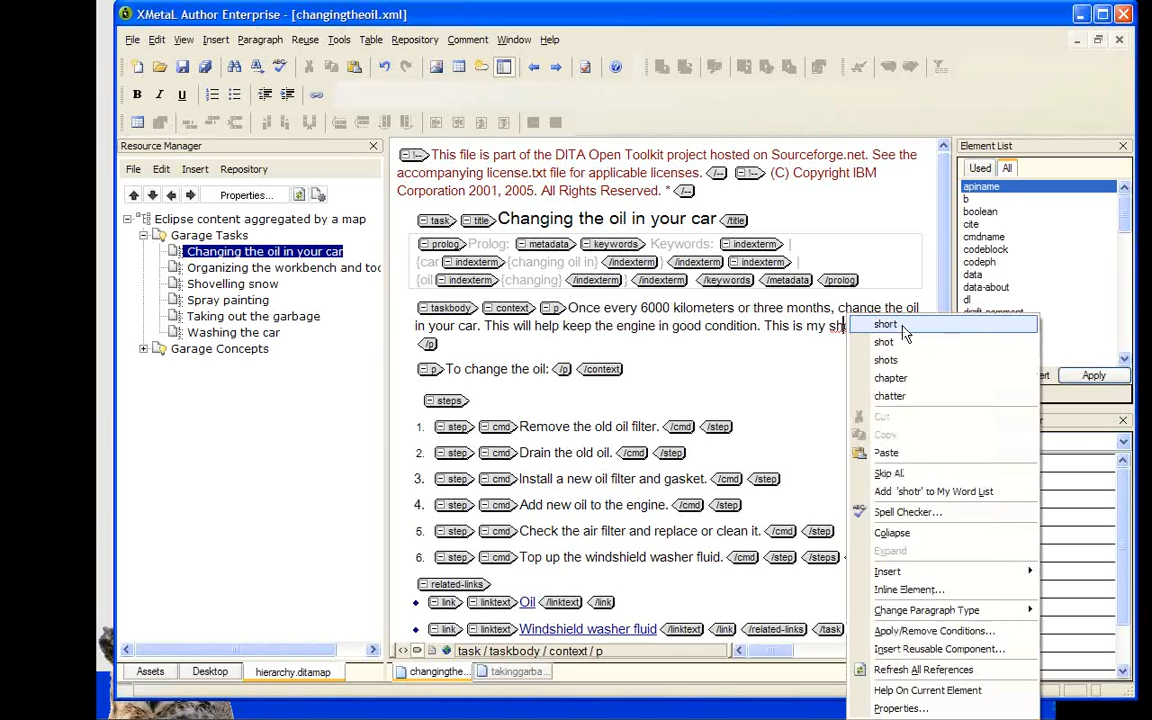 XMetaL Author Enterprise - [changingtheoil.xml]
File Edit View Insert Paragraph Reuse Tools Table Repository Comment Window Help
B I U
Resource Manager
File Edit Insert Repository
Properties...
Eclipse content aggregated by a map
Garage Tasks
Changing the oil in your car
Organizing the workbench and too
Shovelling snow
Spray painting
Taking out the garbage
Washing the car
Garage Concepts
Assets Desktop hierarchy.ditamap
!-- This file is part of the DITA Open Toolkit project hosted on Sourceforge.net. See the
accompanying license.txt file for applicable licenses. /-- !-- (C) Copyright IBM
Corporation 2001, 2005. All Rights Reserved. * /--
task title Changing the oil in your car /title
prolog Prolog: metadata keywords Keywords: indexterm |
{car indexterm {changing oil in} /indexterm /indexterm indexterm |
{oil indexterm {changing} /indexterm /indexterm /keywords /metadata /prolog
taskbody context p Once every 6000 kilometers or three months, change the oil
in your car. This will help keep the engine in good condition. This is my sh
/p
p To change the oil: /p /context
steps
1. step cmd Remove the old oil filter. /cmd /step
2. step cmd Drain the old oil. /cmd /step
3. step cmd Install a new oil filter and gasket. /cmd /step
4. step cmd Add new oil to the engine. /cmd /step
5. step cmd Check the air filter and replace or clean it. /cmd /step
6. step cmd Top up the windshield washer fluid. /cmd /step /steps
related-links
link linktext Oil /linktext /link
link linktext Windshield washer fluid /linktext /link /related-links /task
task / taskbody / context / p
changingthe... takinggarba...
short
shot
shots
chapter
chatter
Cut
Copy
Paste
Skip All
Add 'shotr' to My Word List
Spell Checker...
Collapse
Expand
Insert
Inline Element...
Change Paragraph Type
Apply/Remove Conditions...
Insert Reusable Component...
Refresh All References
Help On Current Element
Properties...
Element List
Used All
apiname
b
boolean
cite
cmdname
codeblock
codeph
data
data-about
dl
draft-comment
Apply